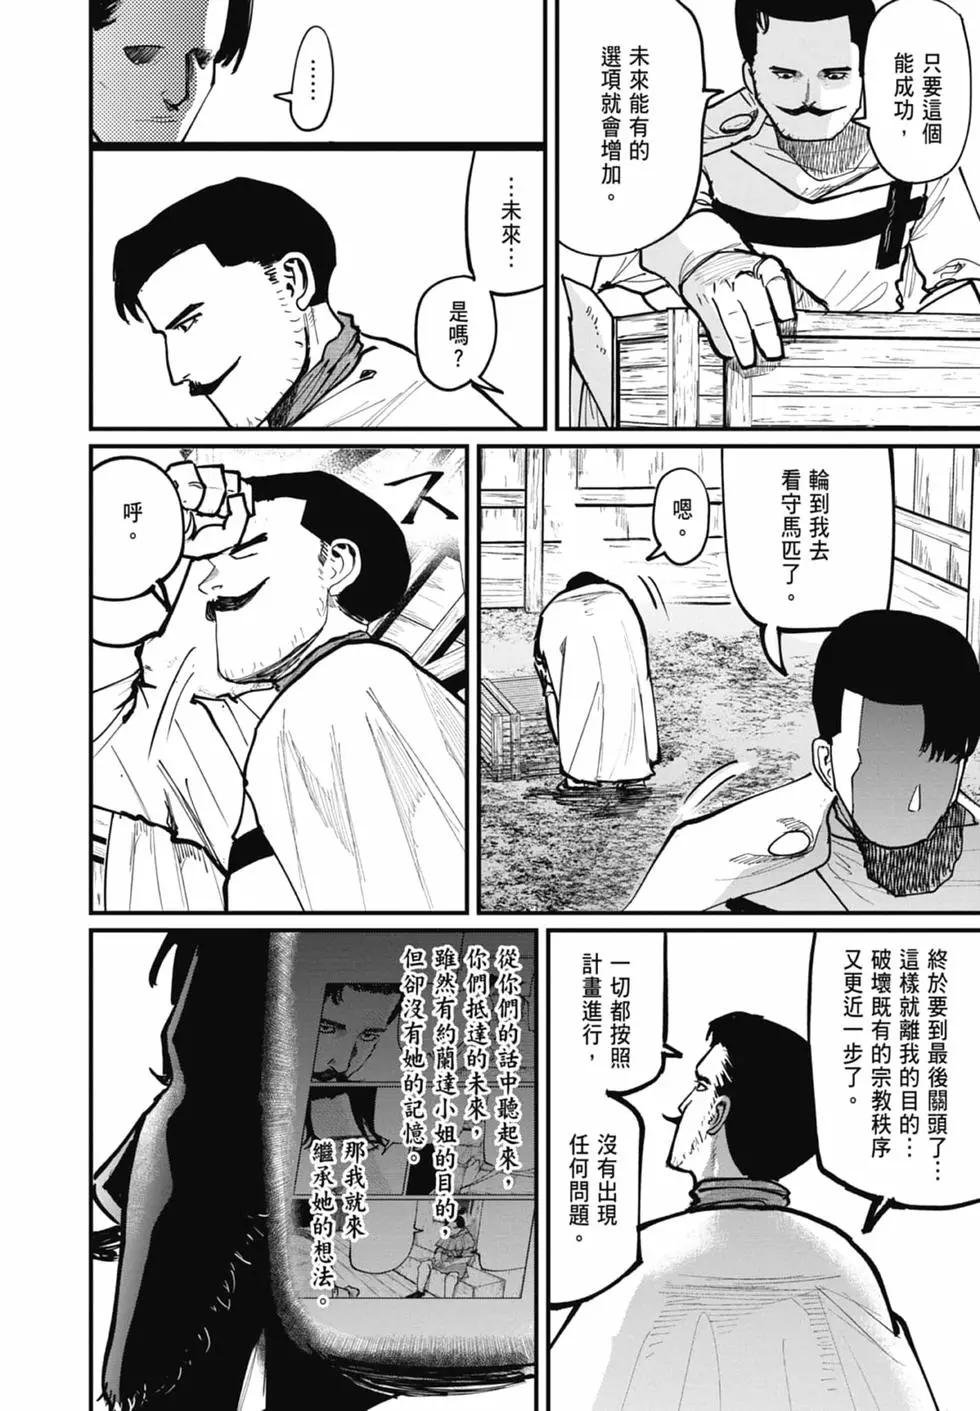 只要這個
能成功，
未來能有的
選項就會增加。
……
…未來…
是嗎？
輪到我去
看守馬匹了。
嗯。
呼。
終於要到最後關頭了…
這樣就離我的目的…
破壞既有的宗教秩序
又更近一步了。
一切都按照
計畫進行，
沒有出現
任何問題。
從你們的話中聽起來，
你們抵達的未來，
雖然有約蘭達小姐的目的，
但卻沒有她的記憶。
那我就來
繼承她的想法。